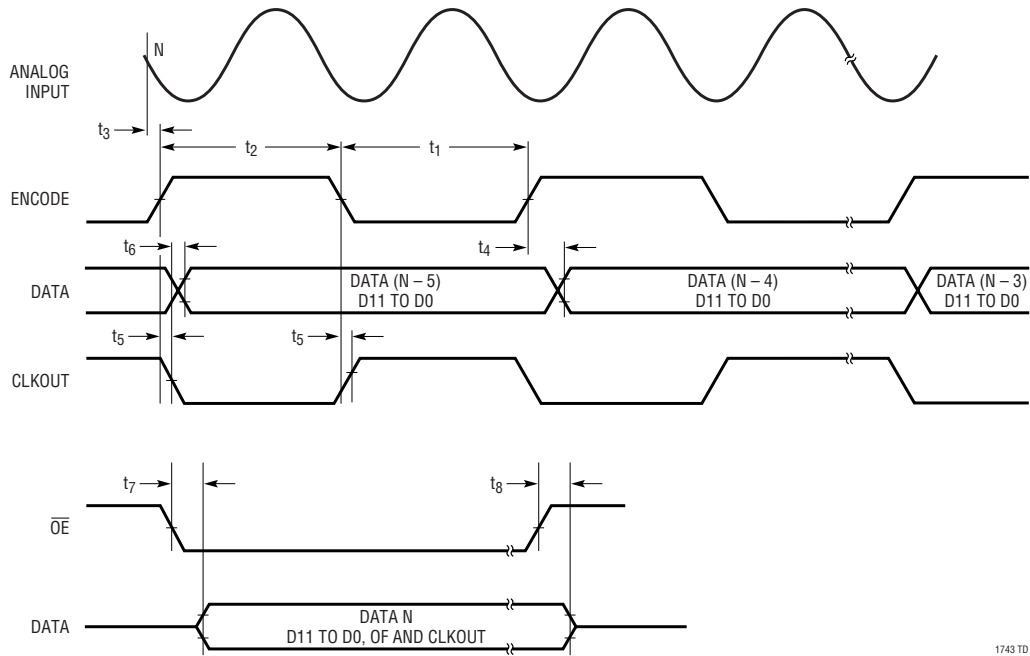 N
ANALOG
INPUT
t3
t2
t1
ENCODE
t6
t4
DATA
DATA (N – 5)
D11 TO D0
DATA (N – 4)
D11 TO D0
DATA (N – 3)
D11 TO D0
t5
t5
CLKOUT
t7
t8
OE
DATA
DATA N
D11 TO D0, OF AND CLKOUT
1743 TD